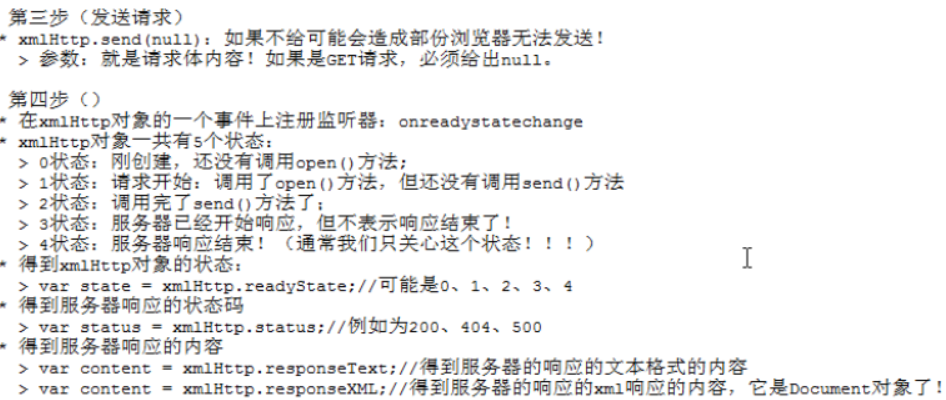 第三步（发送请求）
* xmlHttp.send(null)：如果不给可能会造成部份浏览器无法发送！
> 参数：就是请求体内容！如果是GET请求，必须给出null。
第四步（）
* 在xmlHttp对象的一个事件上注册监听器：onreadystatechange
* xmlHttp对象一共有5个状态：
> 0状态：刚创建，还没有调用open()方法;
> 1状态：请求开始：调用了open()方法，但还没有调用send()方法
> 2状态：调用完了send()方法了;
> 3状态：服务器已经开始响应，但不表示响应结束了！
> 4状态：服务器响应结束！（通常我们只关心这个状态！！！）
* 得到xmlHttp对象的状态：
> var state = xmlHttp.readyState;//可能是0、1、2、3、4
* 得到服务器响应的状态码
> var status = xmlHttp.status;//例如为200、404、500
* 得到服务器响应的内容
> var content = xmlHttp.responseText;//得到服务器的响应的文本格式的内容
> var content = xmlHttp.responseXML;//得到服务器的响应的xml响应的内容，它是Document对象了！